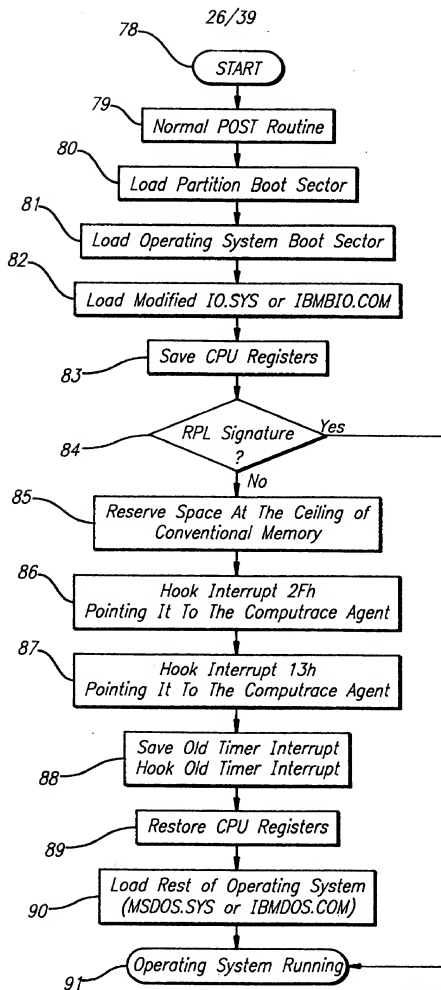 26/39
78
START
79
Normal POST Routine
80
Load Partition Boot Sector
81
Load Operating System Boot Sector
82
Load Modified IO.SYS or IBMBIO.COM
Save CPU Registers
83
RPL Signature
?
Yes
84
No
85
Reserve Space At The Ceiling of
Conventional Memory
86
Hook Interrupt 2Fh
Pointing It To The Computrace Agent
87
Hook Interrupt 13h
Pointing It To The Computrace Agent
Save Old Timer Interrupt
Hook Old Timer Interrupt
88
Restore CPU Registers
89
Load Rest of Operating System
(MSDOS.SYS or IBMDOS.COM)
90
Operating System Running
91